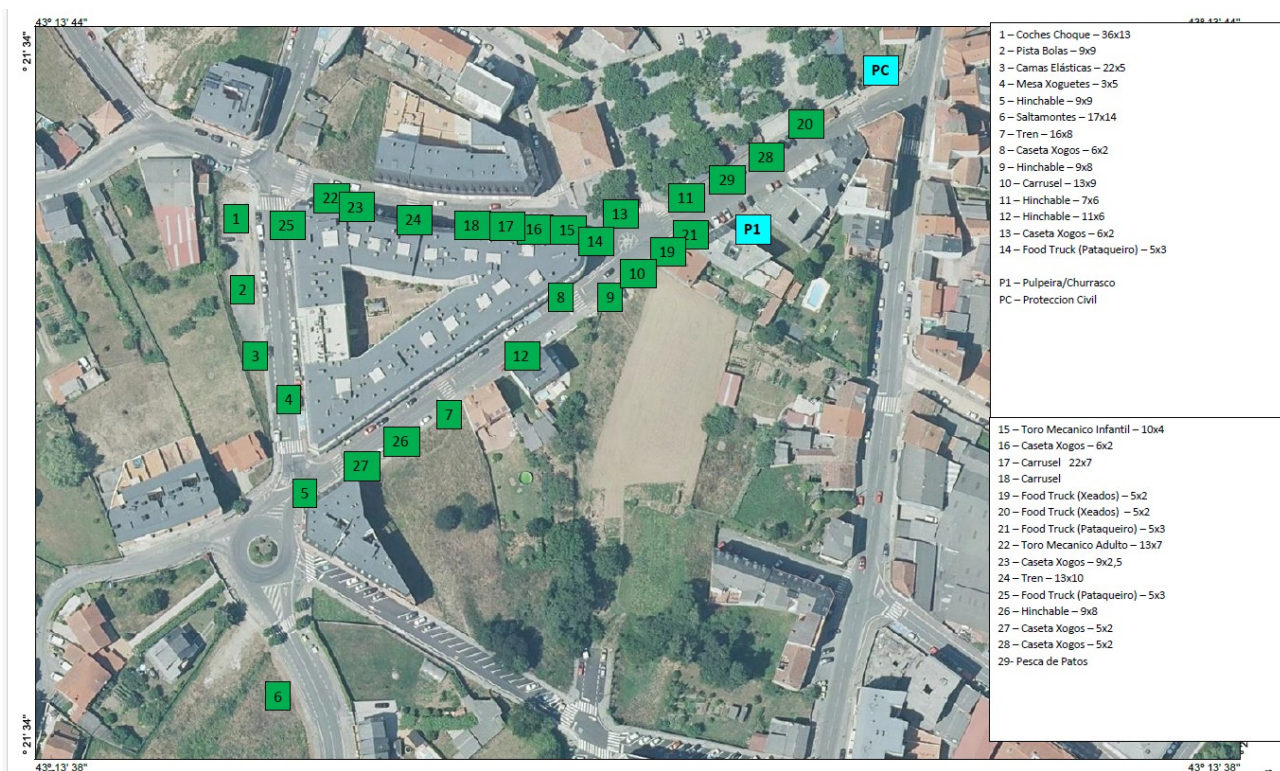 43º 13' 44"
43º 13' 44"
º 21' 34"
PC
20
28
29
11
22
23
1
25
24
18
17
16
15
13
14
21
P1
19
10
2
8
9
3
12
4
7
26
27
5
6
º 21' 34"
43º 13' 38"
43º 13' 38"
1 – Coches Choque – 36x13
2 – Pista Bolas – 9x9
3 – Camas Elásticas – 22x5
4 – Mesa Xoguetes – 3x5
5 – Hinchable – 9x9
6 – Saltamontes – 17x14
7 – Tren – 16x8
8 – Caseta Xogos – 6x2
9 – Hinchable – 9x8
10 – Carrusel – 13x9
11 – Hinchable – 7x6
12 – Hinchable – 11x6
13 – Caseta Xogos – 6x2
14 – Food Truck (Pataqueiro) – 5x3
P1 – Pulpeira/Churrasco
PC – Proteccion Civil
15 – Toro Mecanico Infantil – 10x4
16 – Caseta Xogos – 6x2
17 – Carrusel 22x7
18 – Carrusel
19 – Food Truck (Xeados) – 5x2
20 – Food Truck (Xeados) – 5x2
21 – Food Truck (Pataqueiro) – 5x3
22 – Toro Mecanico Adulto – 13x7
23 – Caseta Xogos – 9x2,5
24 – Tren – 13x10
25 – Food Truck (Pataqueiro) – 5x3
26 – Hinchable – 9x8
27 – Caseta Xogos – 5x2
28 – Caseta Xogos – 5x2
29- Pesca de Patos